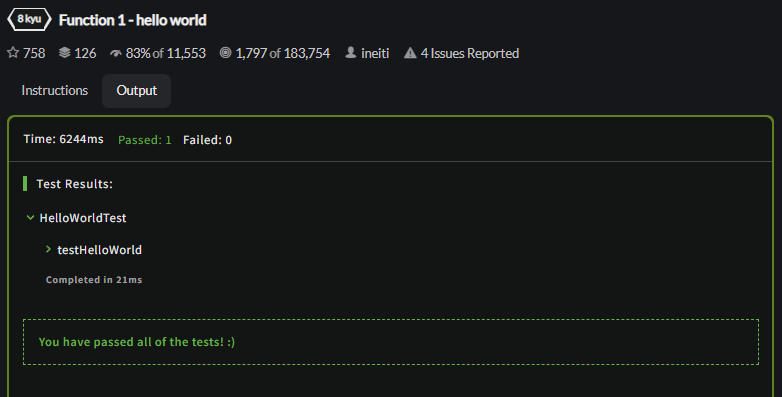 8 kyu Function 1 - hello world
758 126 83% of 11,553 1,797 of 183,754 ineiti 4 Issues Reported
Instructions Output
Time: 6244ms Passed: 1 Failed: 0
Test Results:
HelloWorldTest
testHelloWorld
Completed in 21ms
You have passed all of the tests! :)